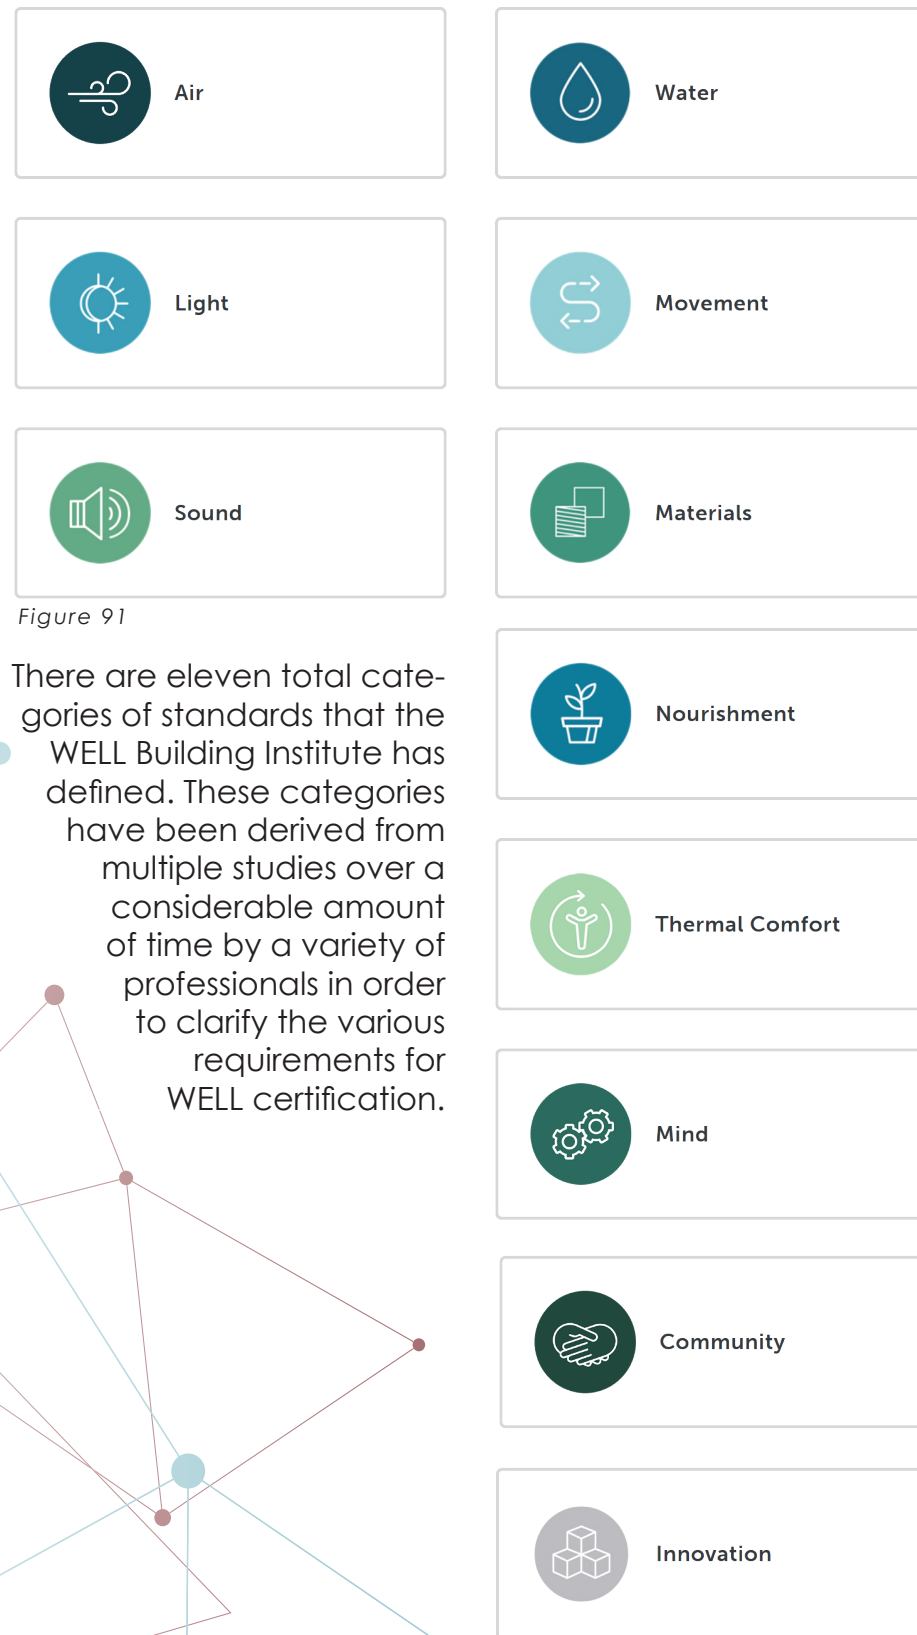 Air
Water
Light
Movement
Sound
Materials
Figure 91
There are eleven total cate-
gories of standards that the
WELL Building Institute has
defined. These categories
have been derived from
multiple studies over a
considerable amount
of time by a variety of
professionals in order
to clarify the various
requirements for
WELL certification.
Nourishment
Thermal Comfort
Mind
Community
Innovation